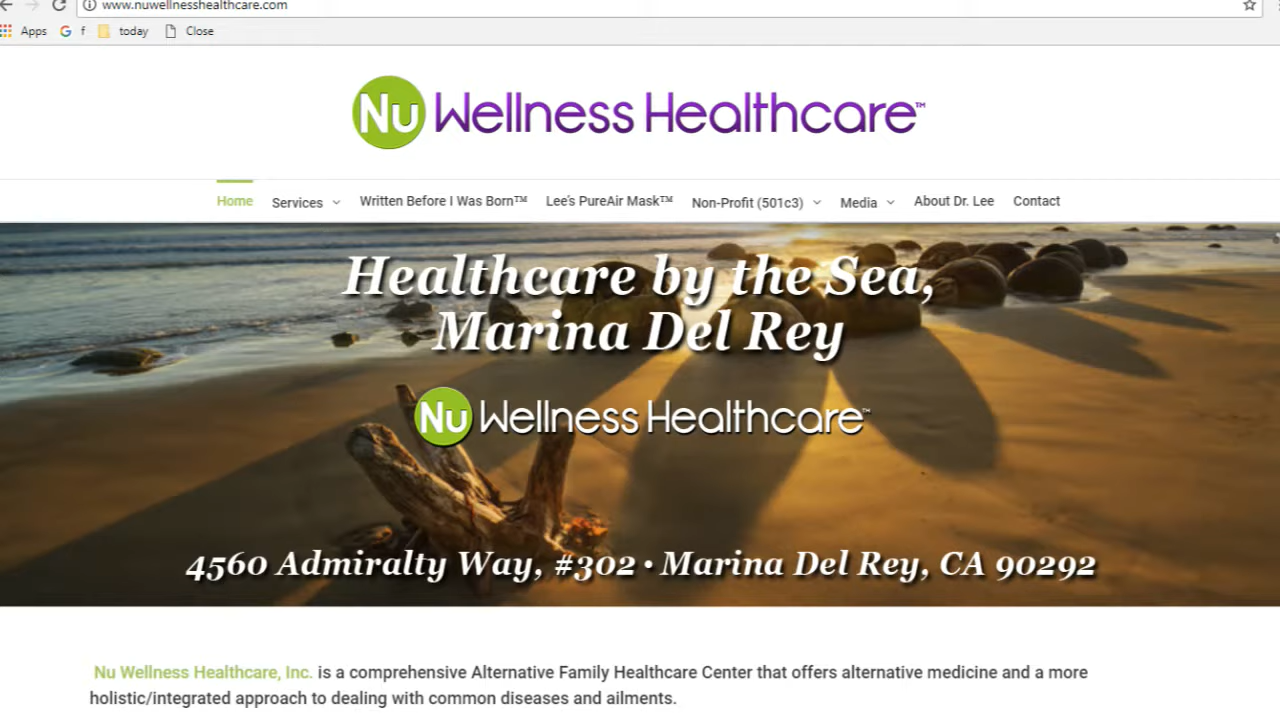 www.nuwellnesshealthcare.com
Apps f today Close
Nu Wellness Healthcare™
Home Services Written Before I Was Born™ Lee's PureAir Mask™ Non-Profit (501c3) Media About Dr. Lee Contact
Healthcare by the Sea,
Marina Del Rey
Nu Wellness Healthcare™
4560 Admiralty Way, #302 • Marina Del Rey, CA 90292
Nu Wellness Healthcare, Inc. is a comprehensive Alternative Family Healthcare Center that offers alternative medicine and a more
holistic/integrated approach to dealing with common diseases and ailments.